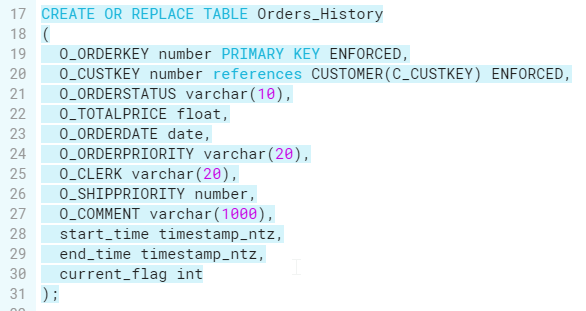 17 CREATE OR REPLACE TABLE Orders_History
18 (
19 O_ORDERKEY number PRIMARY KEY ENFORCED,
20 O_CUSTKEY number references CUSTOMER(C_CUSTKEY) ENFORCED,
21 O_ORDERSTATUS varchar(10),
22 O_TOTALPRICE float,
23 O_ORDERDATE date,
24 O_ORDERPRIORITY varchar(20),
25 O_CLERK varchar(20),
26 O_SHIPPRIORITY number,
27 O_COMMENT varchar(1000),
28 start_time timestamp_ntz,
29 end_time timestamp_ntz,
30 current_flag int
31 );